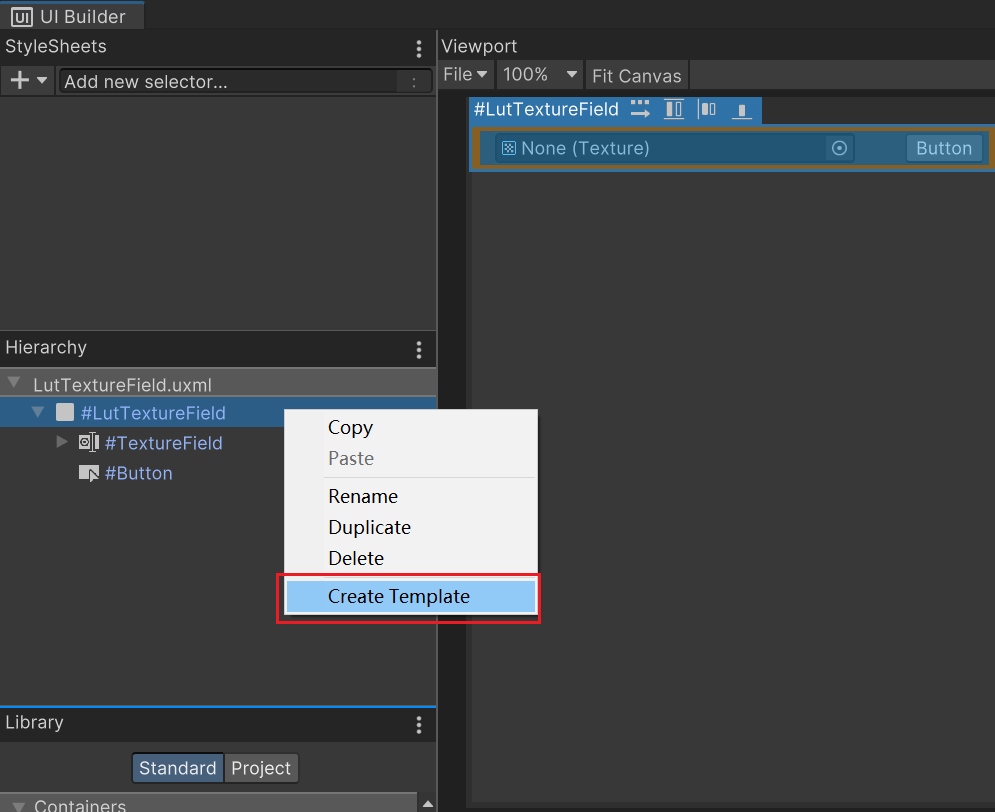 UI Builder
StyleSheets
Add new selector...
Viewport
File
100%
Fit Canvas
#LutTextureField
None (Texture)
Button
Hierarchy
LutTextureField.uxml
#LutTextureField
#TextureField
#Button
Copy
Paste
Rename
Duplicate
Delete
Create Template
Library
Standard
Project
Containers